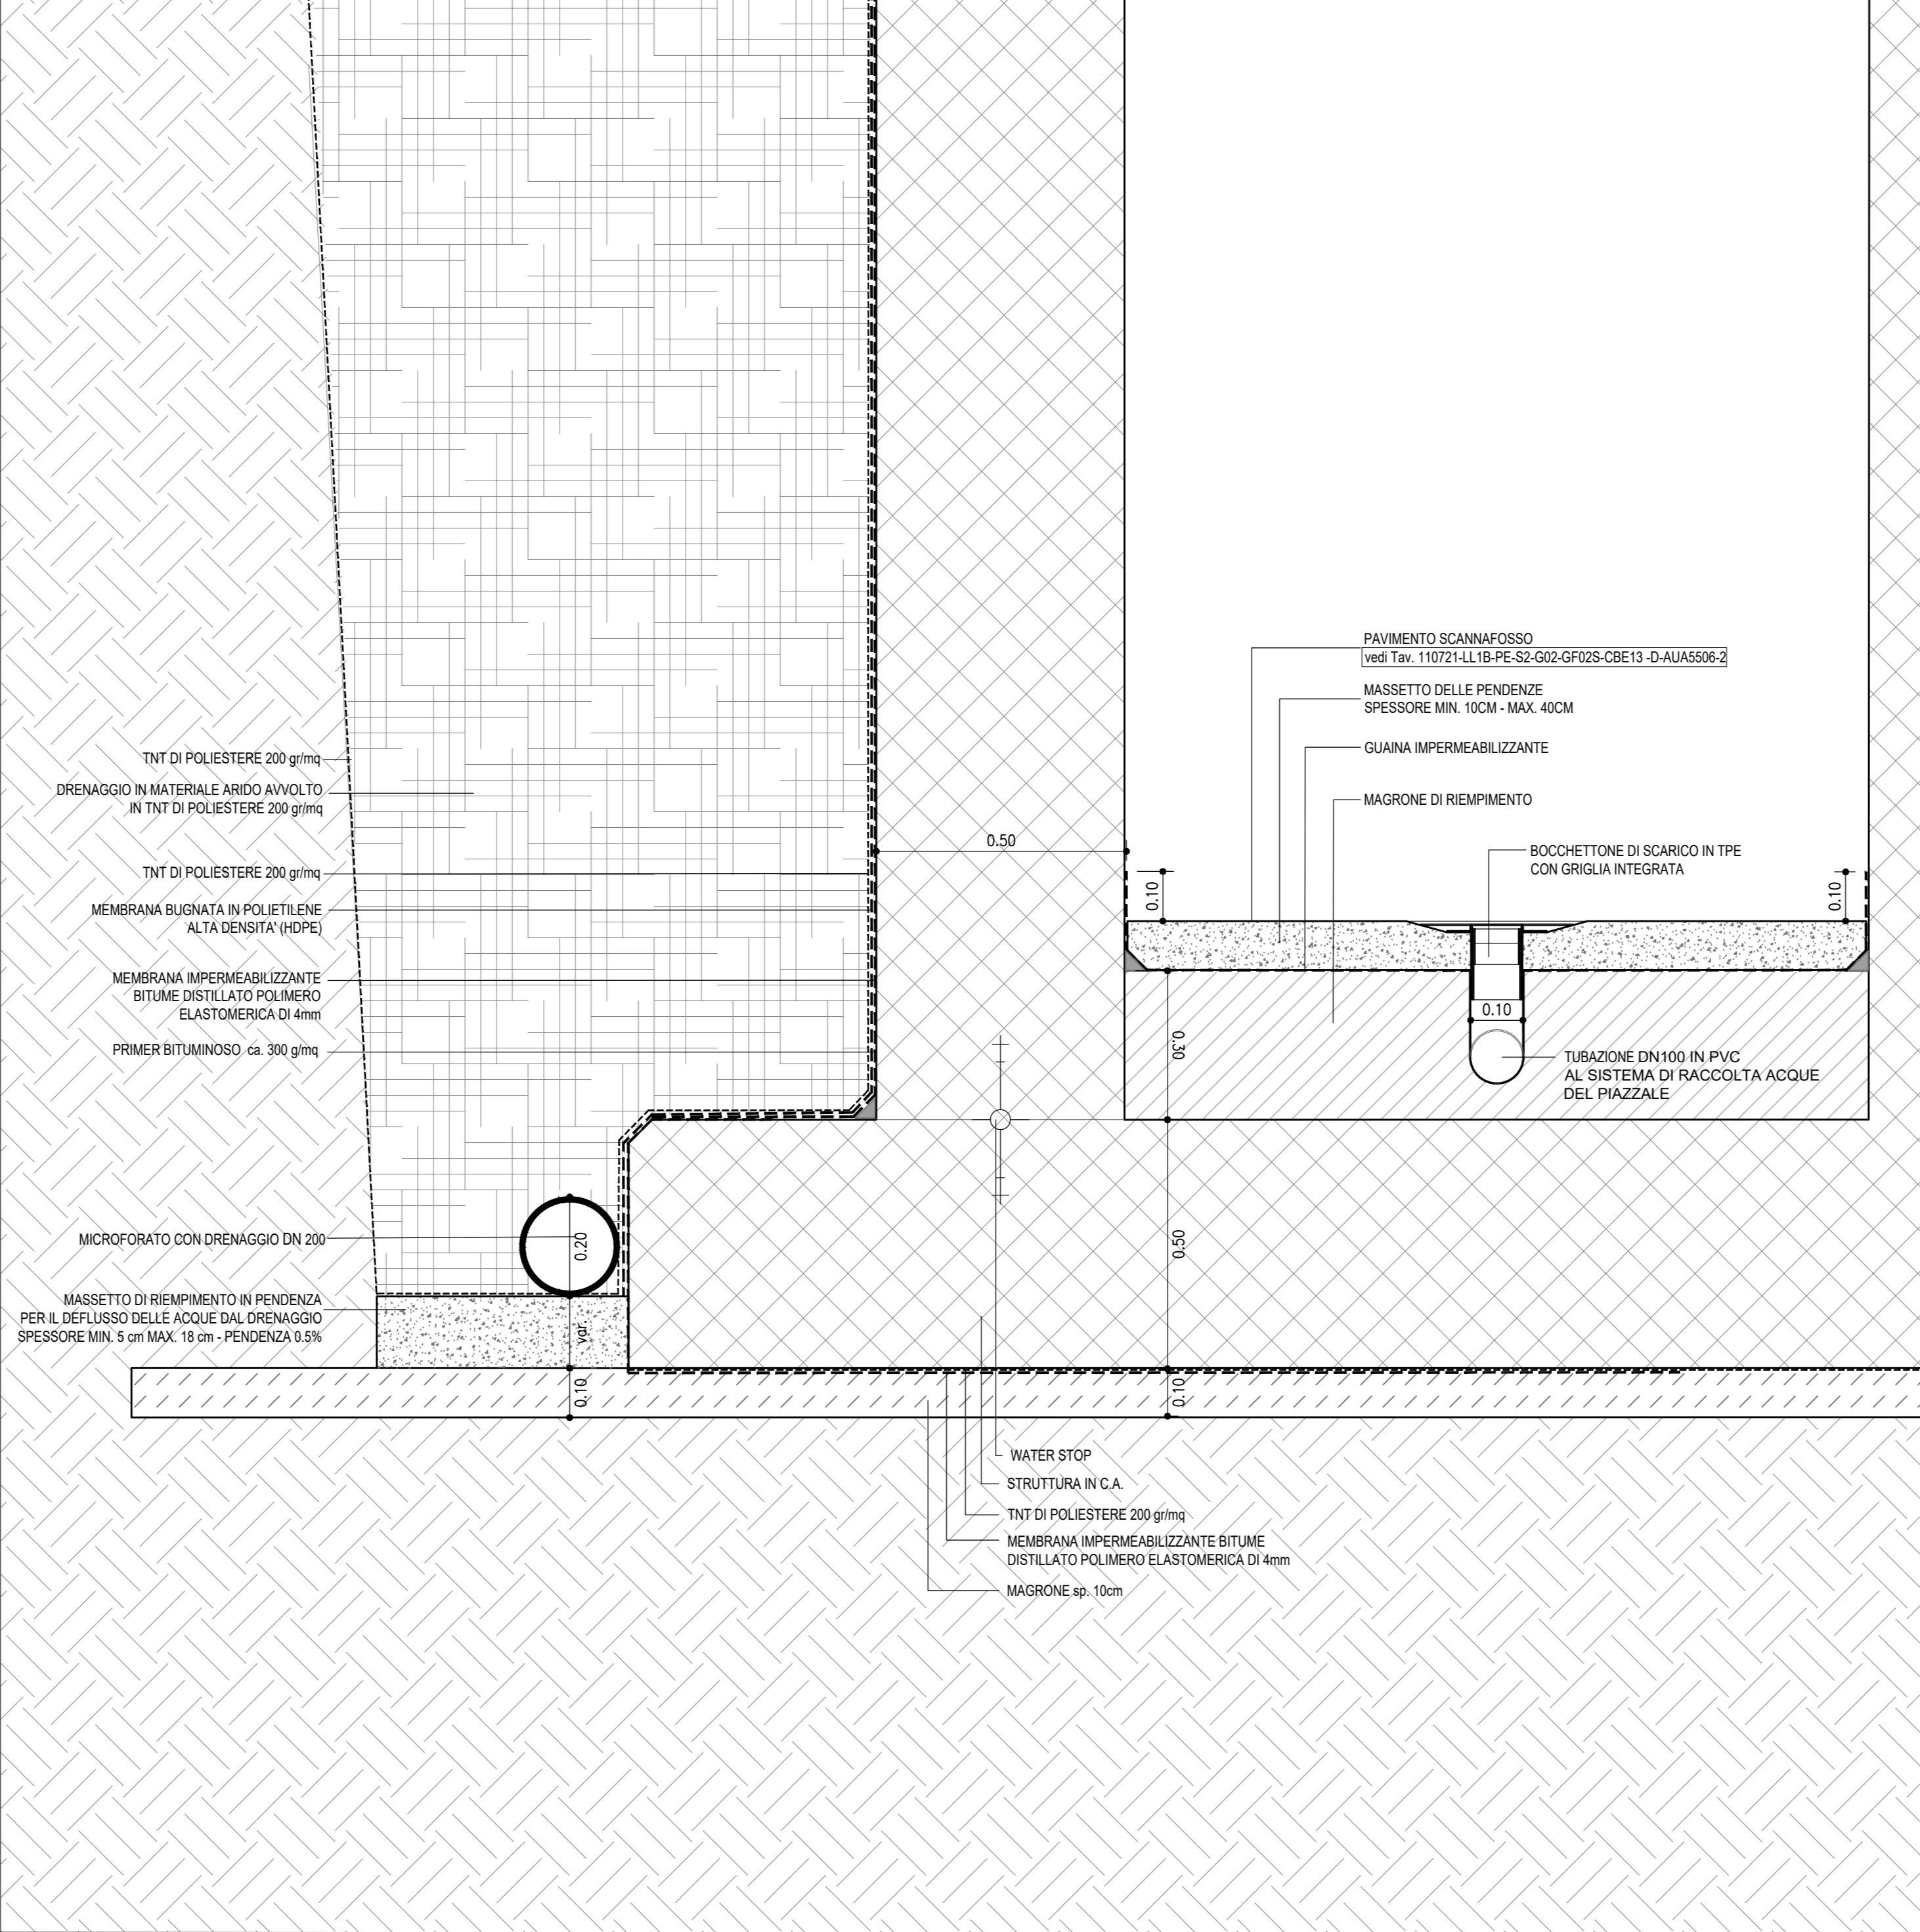 PAVIMENTO SCANNAFOSSO
vedi Tav. 110721-LL1B-PE-S2-G02-GF02S-CBE13 -D-AUA5506-2
MASSETTO DELLE PENDENZE
SPESSORE MIN. 10CM - MAX. 40CM
GUAINA IMPERMEABILIZZANTE
MAGRONE DI RIEMPIMENTO
BOCCHETTONE DI SCARICO IN TPE
CON GRIGLIA INTEGRATA
TNT DI POLIESTERE 200 gr/mq
DRENAGGIO IN MATERIALE ARIDO AVVOLTO
IN TNT DI POLIESTERE 200 gr/mq
TNT DI POLIESTERE 200 gr/mq
MEMBRANA BUGNATA IN POLIETILENE
ALTA DENSITA' (HDPE)
MEMBRANA IMPERMEABILIZZANTE
BITUME DISTILLATO POLIMERO
ELASTOMERICA DI 4mm
PRIMER BITUMINOSO ca. 300 g/mq
0.50
0.10
0.10
0.10
0.30
TUBAZIONE DN100 IN PVC
AL SISTEMA DI RACCOLTA ACQUE
DEL PIAZZALE
MICROFORATO CON DRENAGGIO DN 200
0.20
0.50
MASSETTO DI RIEMPIMENTO IN PENDENZA
PER IL DEFLUSSO DELLE ACQUE DAL DRENAGGIO
SPESSORE MIN. 5 cm MAX. 18 cm - PENDENZA 0.5%
var.
0.10
0.10
WATER STOP
STRUTTURA IN C.A.
TNT DI POLIESTERE 200 gr/mq
MEMBRANA IMPERMEABILIZZANTE BITUME
DISTILLATO POLIMERO ELASTOMERICA DI 4mm
MAGRONE sp. 10cm